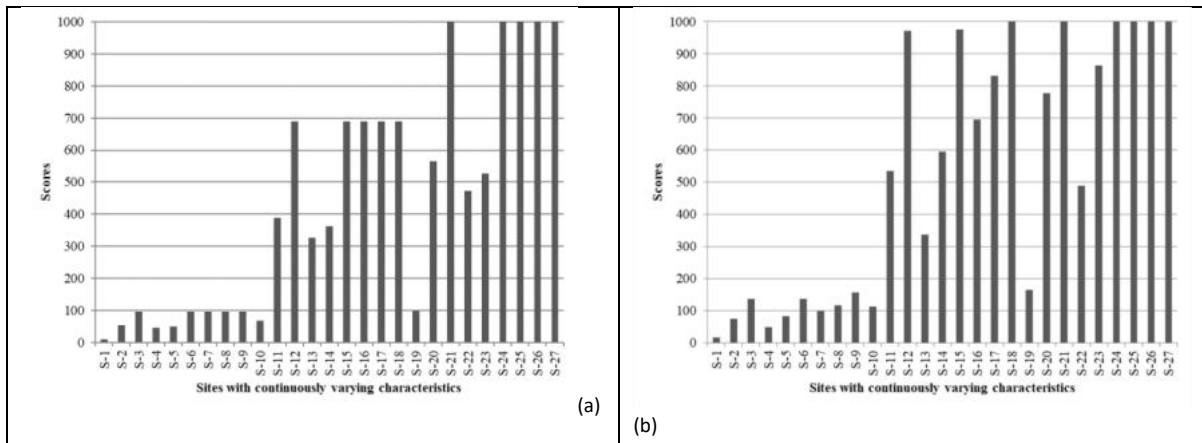 1000
900
800
700
600
500
400
300
200
100
0
Scores
S-1
S-2
S-3
S-4
S-5
S-6
S-7
S-8
S-9
S-10
S-11
S-12
S-13
S-14
S-15
S-16
S-17
S-18
S-19
S-20
S-21
S-22
S-23
S-24
S-25
S-26
S-27
Sites with continuously varying characteristics
(a)
1000
900
800
700
600
500
400
300
200
100
0
Scores
S-1
S-2
S-3
S-4
S-5
S-6
S-7
S-8
S-9
S-10
S-11
S-12
S-13
S-14
S-15
S-16
S-17
S-18
S-19
S-20
S-21
S-22
S-23
S-24
S-25
S-26
S-27
Sites with continuously varying characteristics
(b)